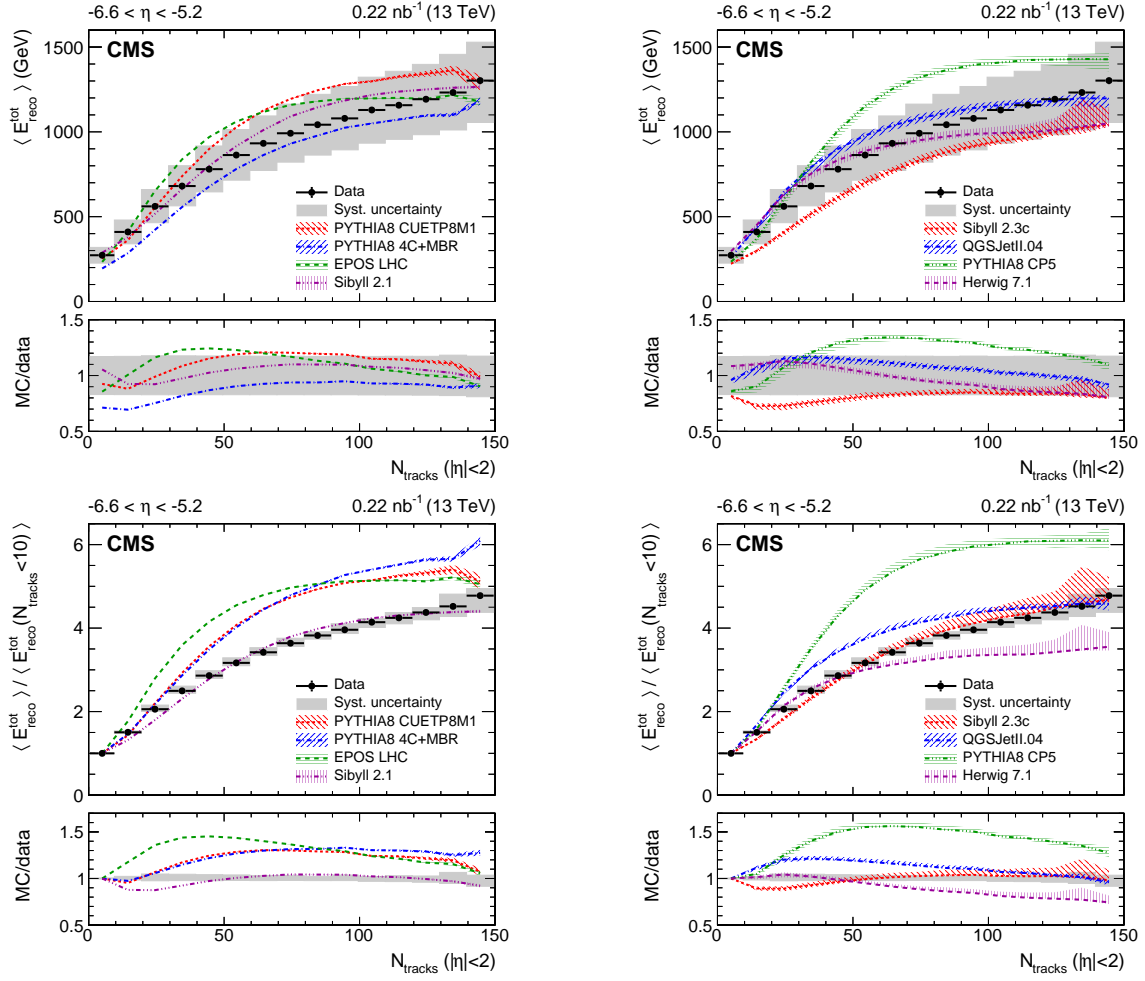 -6.6 < η < -5.2 0.22 nb⁻¹ (13 TeV)
CMS
⟨ E^tot_reco ⟩ (GeV)
1500
1000
500
0
Data
Syst. uncertainty
PYTHIA8 CUETP8M1
PYTHIA8 4C+MBR
EPOS LHC
Sibyll 2.1
MC/data
1.5
1
0.5
0 50 100 150
N_tracks (|η|<2)
-6.6 < η < -5.2 0.22 nb⁻¹ (13 TeV)
CMS
⟨ E^tot_reco ⟩ (GeV)
1500
1000
500
0
Data
Syst. uncertainty
Sibyll 2.3c
QGSJetII.04
PYTHIA8 CP5
Herwig 7.1
MC/data
1.5
1
0.5
0 50 100 150
N_tracks (|η|<2)
-6.6 < η < -5.2 0.22 nb⁻¹ (13 TeV)
CMS
⟨ E^tot_reco ⟩ / ⟨ E^tot_reco (N_tracks<10) ⟩
6
4
2
0
Data
Syst. uncertainty
PYTHIA8 CUETP8M1
PYTHIA8 4C+MBR
EPOS LHC
Sibyll 2.1
MC/data
1.5
1
0.5
0 50 100 150
N_tracks (|η|<2)
-6.6 < η < -5.2 0.22 nb⁻¹ (13 TeV)
CMS
⟨ E^tot_reco ⟩ / ⟨ E^tot_reco (N_tracks<10) ⟩
6
4
2
0
Data
Syst. uncertainty
Sibyll 2.3c
QGSJetII.04
PYTHIA8 CP5
Herwig 7.1
MC/data
1.5
1
0.5
0 50 100 150
N_tracks (|η|<2)